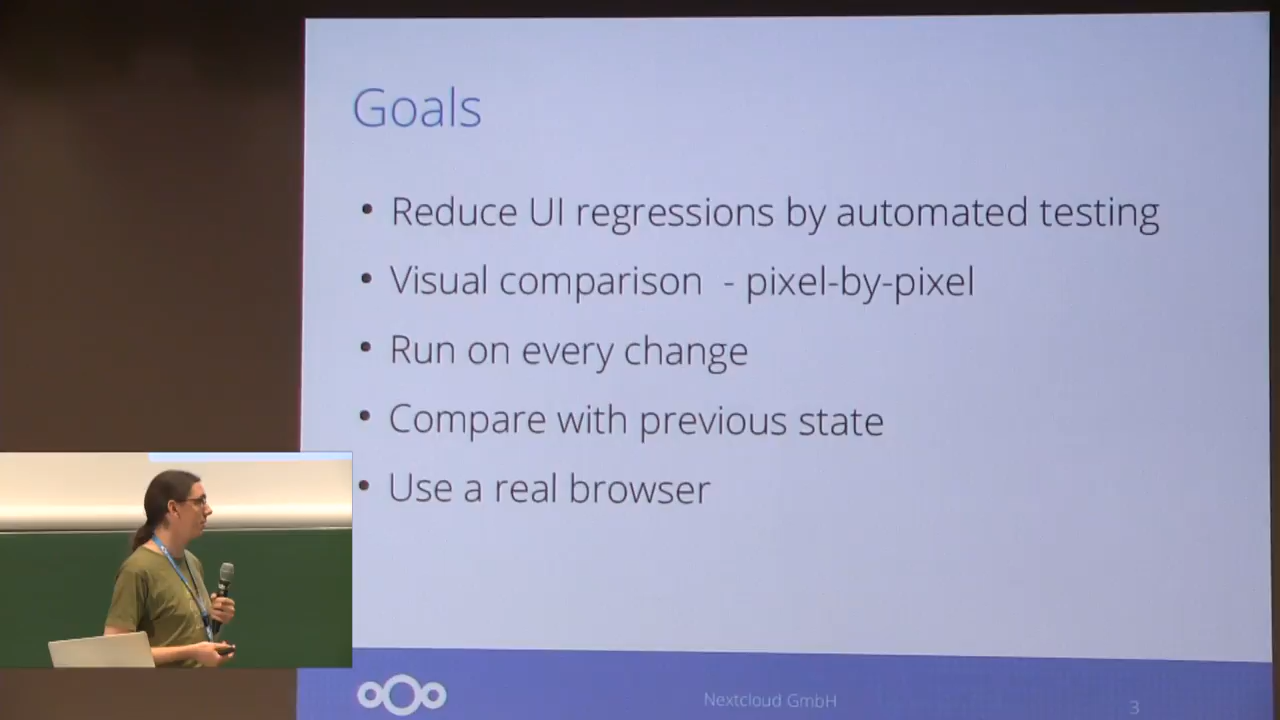 Goals
• Reduce UI regressions by automated testing
• Visual comparison - pixel-by-pixel
• Run on every change
• Compare with previous state
• Use a real browser
Nextcloud GmbH
3